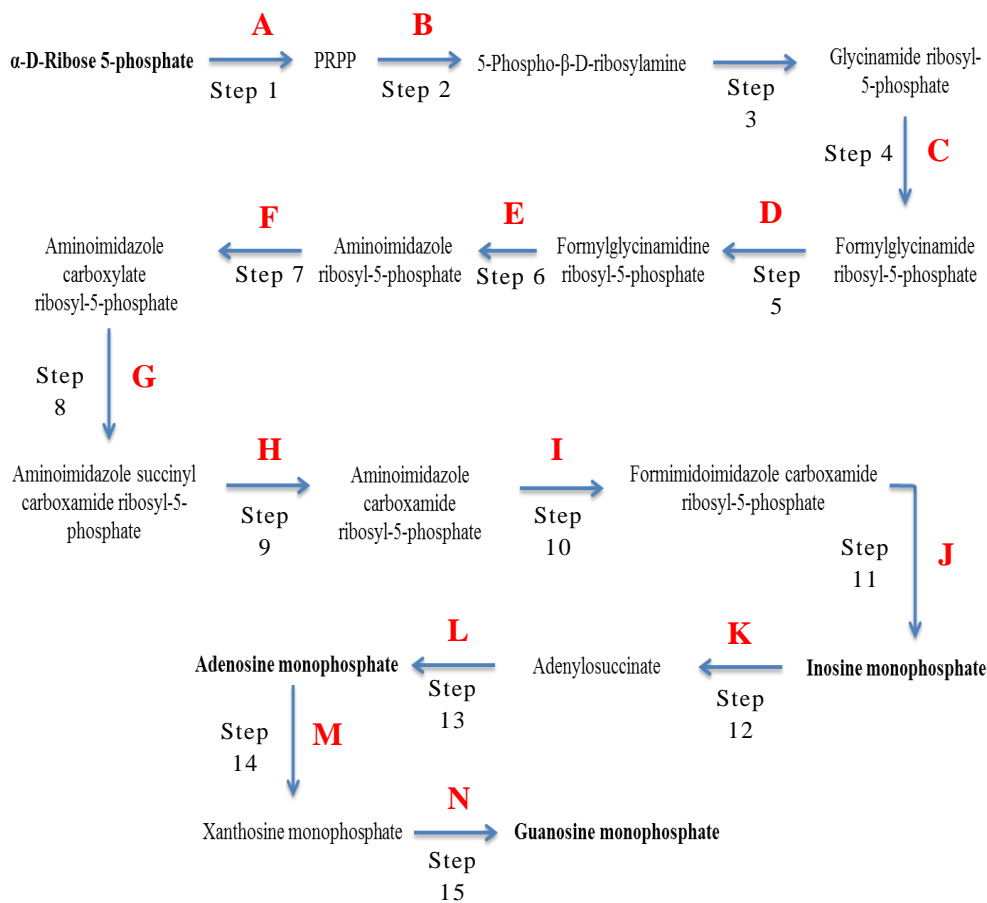 A
B
α-D-Ribose 5-phosphate
Step 1
PRPP
Step 2
5-Phospho-β-D-ribosylamine
Step
3
Glycinamide ribosyl-
5-phosphate
Step 4
C
F
E
D
Aminoimidazole
carboxylate
ribosyl-5-phosphate
Step 7
Aminoimidazole
ribosyl-5-phosphate
Step 6
Formylglycinamidine
ribosyl-5-phosphate
Step
5
Formylglycinamide
ribosyl-5-phosphate
Step
8
G
H
I
Aminoimidazole succinyl
carboxamide ribosyl-5-
phosphate
Step
9
Aminoimidazole
carboxamide
ribosyl-5-phosphate
Step
10
Fornimidoimidazole carboxamide
ribosyl-5-phosphate
Step
11
J
L
K
Adenosine monophosphate
Step
13
Adenylosuccinate
Step
12
Inosine monophosphate
Step
14
M
N
Xanthosine monophosphate
Step
15
Guanosine monophosphate